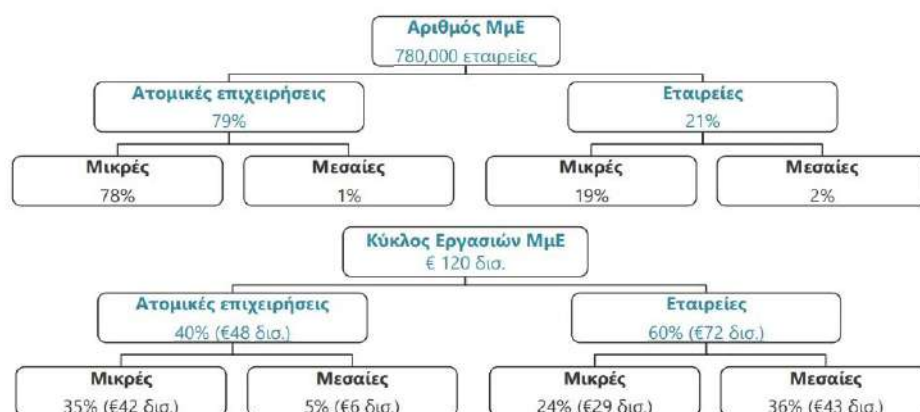 Αριθμός ΜμΕ
780,000 εταιρείες
Ατομικές επιχειρήσεις
79%
Εταιρείες
21%
Μικρές
78%
Μεσαίες
1%
Μικρές
19%
Μεσαίες
2%
Κύκλος Εργασιών ΜμΕ
€ 120 δισ.
Ατομικές επιχειρήσεις
40% (€48 δισ.)
Εταιρείες
60% (€72 δισ.)
Μικρές
35% (€42 δισ.)
Μεσαίες
5% (€6 δισ.)
Μικρές
24% (€29 δισ.)
Μεσαίες
36% (€43 δισ.)